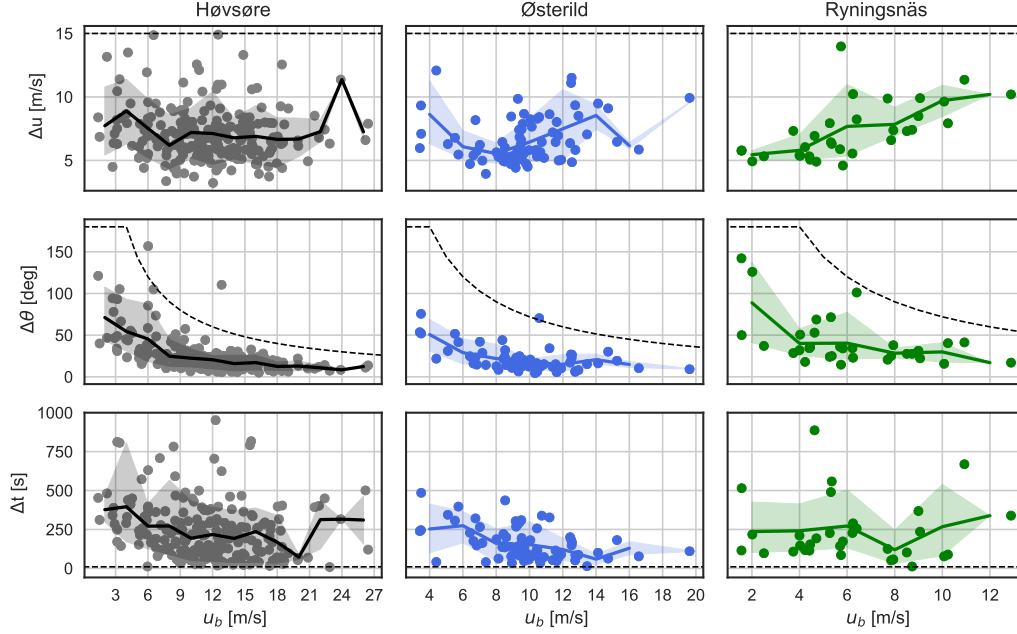 Høvsøre Østerild Ryningsnäs
15
10
5
Δu [m/s]
150
100
50
0
Δθ [deg]
1000
750
500
250
0
Δt [s]
3 6 9 12 15 18 21 24 27
4 6 8 10 12 14 16 18 20
2 4 6 8 10 12
u_b [m/s] u_b [m/s] u_b [m/s]